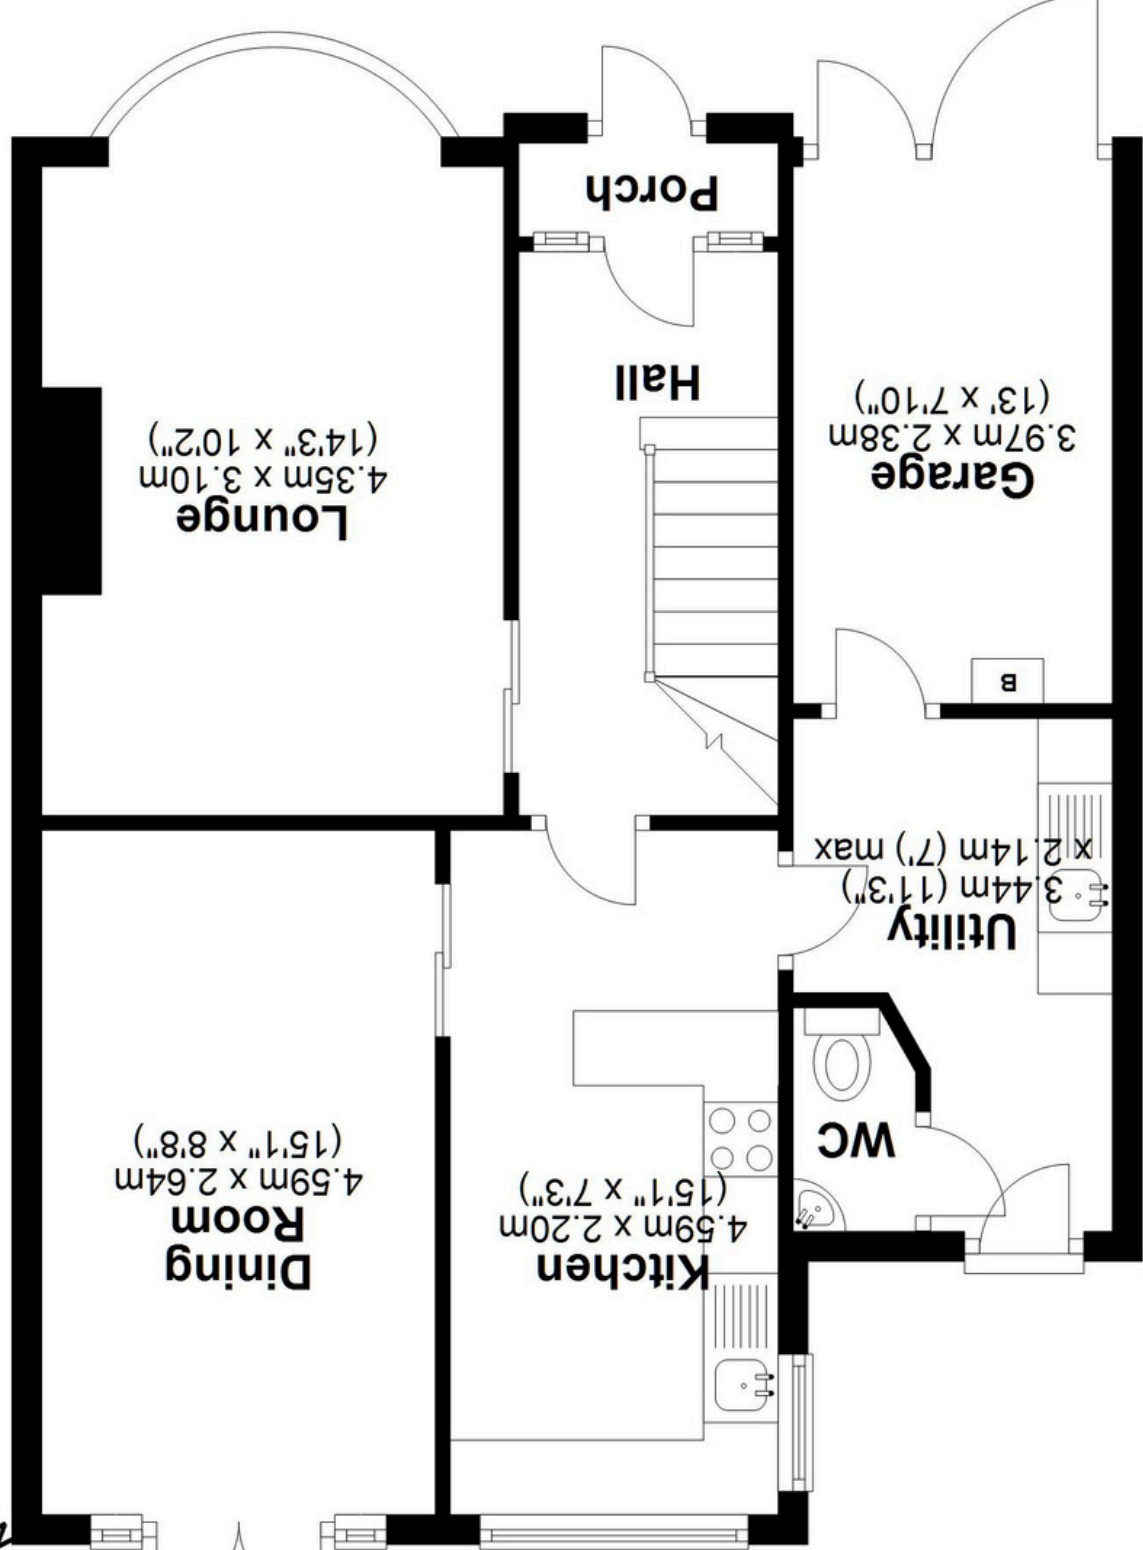 Dining
Room
4.59m x 2.64m
(15'1" x 8'8")
Kitchen
4.59m x 2.20m
(15'1" x 7'3")
WC
Utility
3.44m (11'3")
x 2.14m (7') max
B
Lounge
4.35m x 3.10m
(14'3" x 10'2")
Garage
3.97m x 2.38m
(13' x 7'10")
Hall
Porch